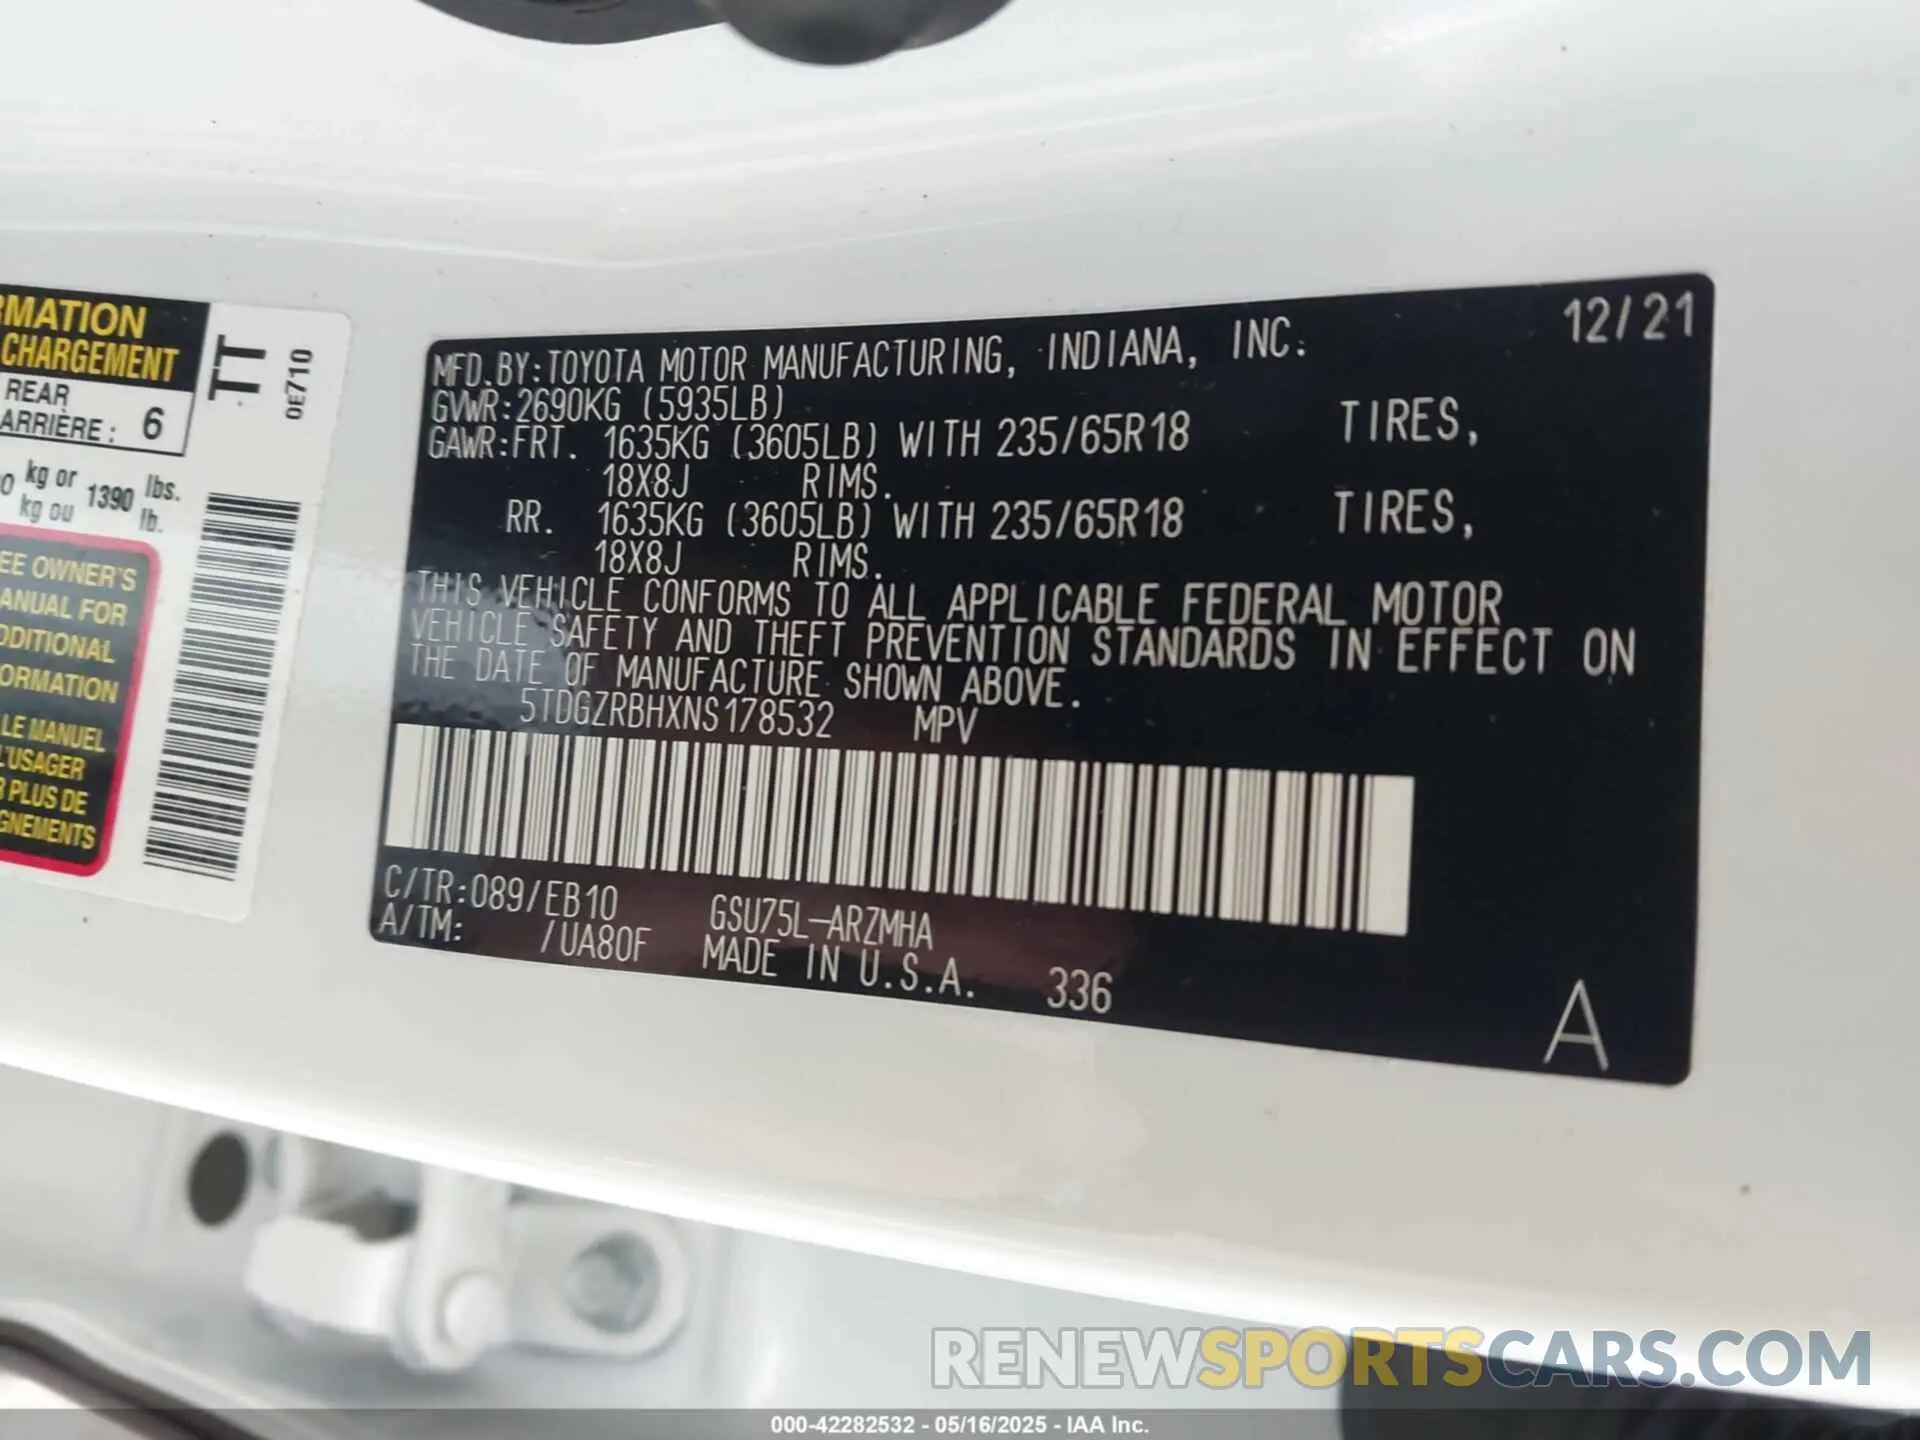 RMATION
CHARGEMENT
REAR
ARRIÈRE: 6
0 kg or 1390 lbs.
kg ou lb.
TT
0E710
EE OWNER'S
ANUAL FOR
DDITIONAL
ORMATION
LE MANUEL
L'USAGER
R PLUS DE
GNEMENTS
12/21
MFD.BY:TOYOTA MOTOR MANUFACTURING, INDIANA, INC.
GVWR:2690KG (5935LB)
GAWR:FRT. 1635KG (3605LB) WITH 235/65R18 TIRES,
18X8J RIMS.
RR. 1635KG (3605LB) WITH 235/65R18 TIRES,
18X8J RIMS.
THIS VEHICLE CONFORMS TO ALL APPLICABLE FEDERAL MOTOR
VEHICLE SAFETY AND THEFT PREVENTION STANDARDS IN EFFECT ON
THE DATE OF MANUFACTURE SHOWN ABOVE.
5TDGZRBHXNS178532 MPV
C/TR:089/EB10 GSU75L-ARZMHA
A/TM: /UA80F MADE IN U.S.A. 336
A
RENEWSPORTSCARS.COM
000-42282532 - 05/16/2025 - IAA Inc.